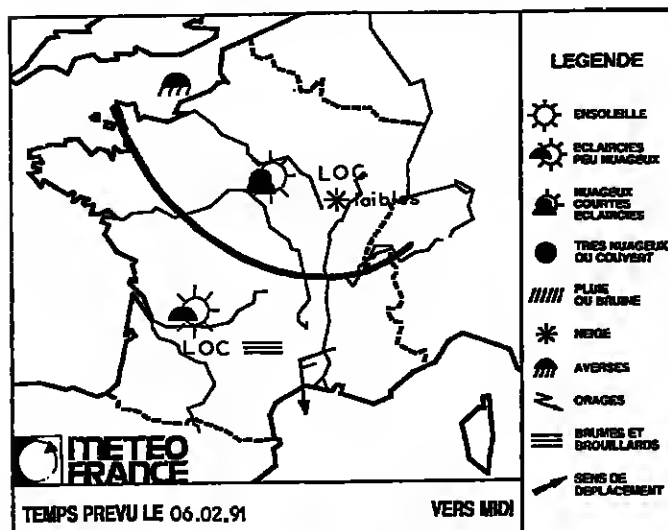 LEGENDE
ENSOLEILLE
ECLAIRCIES
PEU NUAGEUX
NUAGEUX
COURTES
ECLAIRCIES
TRES NUAGEUX
OU COUVERT
PLUIE
OU BRUINE
NEIGE
AVERSES
ORAGES
BRUMES ET
BROUILLARDS
SENS DE
DEPLACEMENT
LOC
faibles
LOC
METEO
FRANCE
TEMPS PREVU LE 06.02.91 VERS MIDI